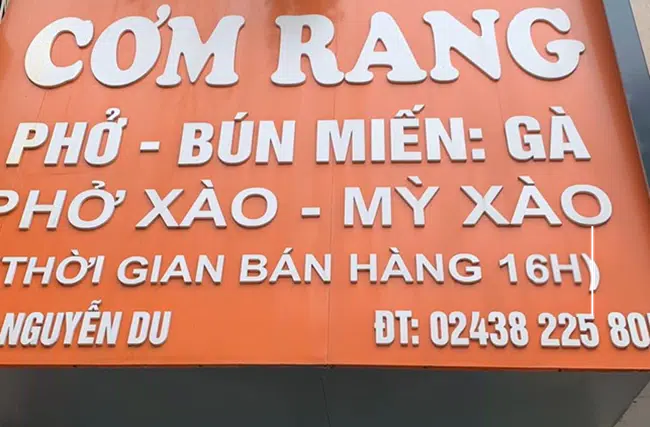 CƠM RANG
PHỞ - BÚN MIẾN: GÀ
PHỞ XÀO - MỲ XÀO
(THỜI GIAN BÁN HÀNG 16H)
NGUYỄN DU
ĐT: 02438 225 80